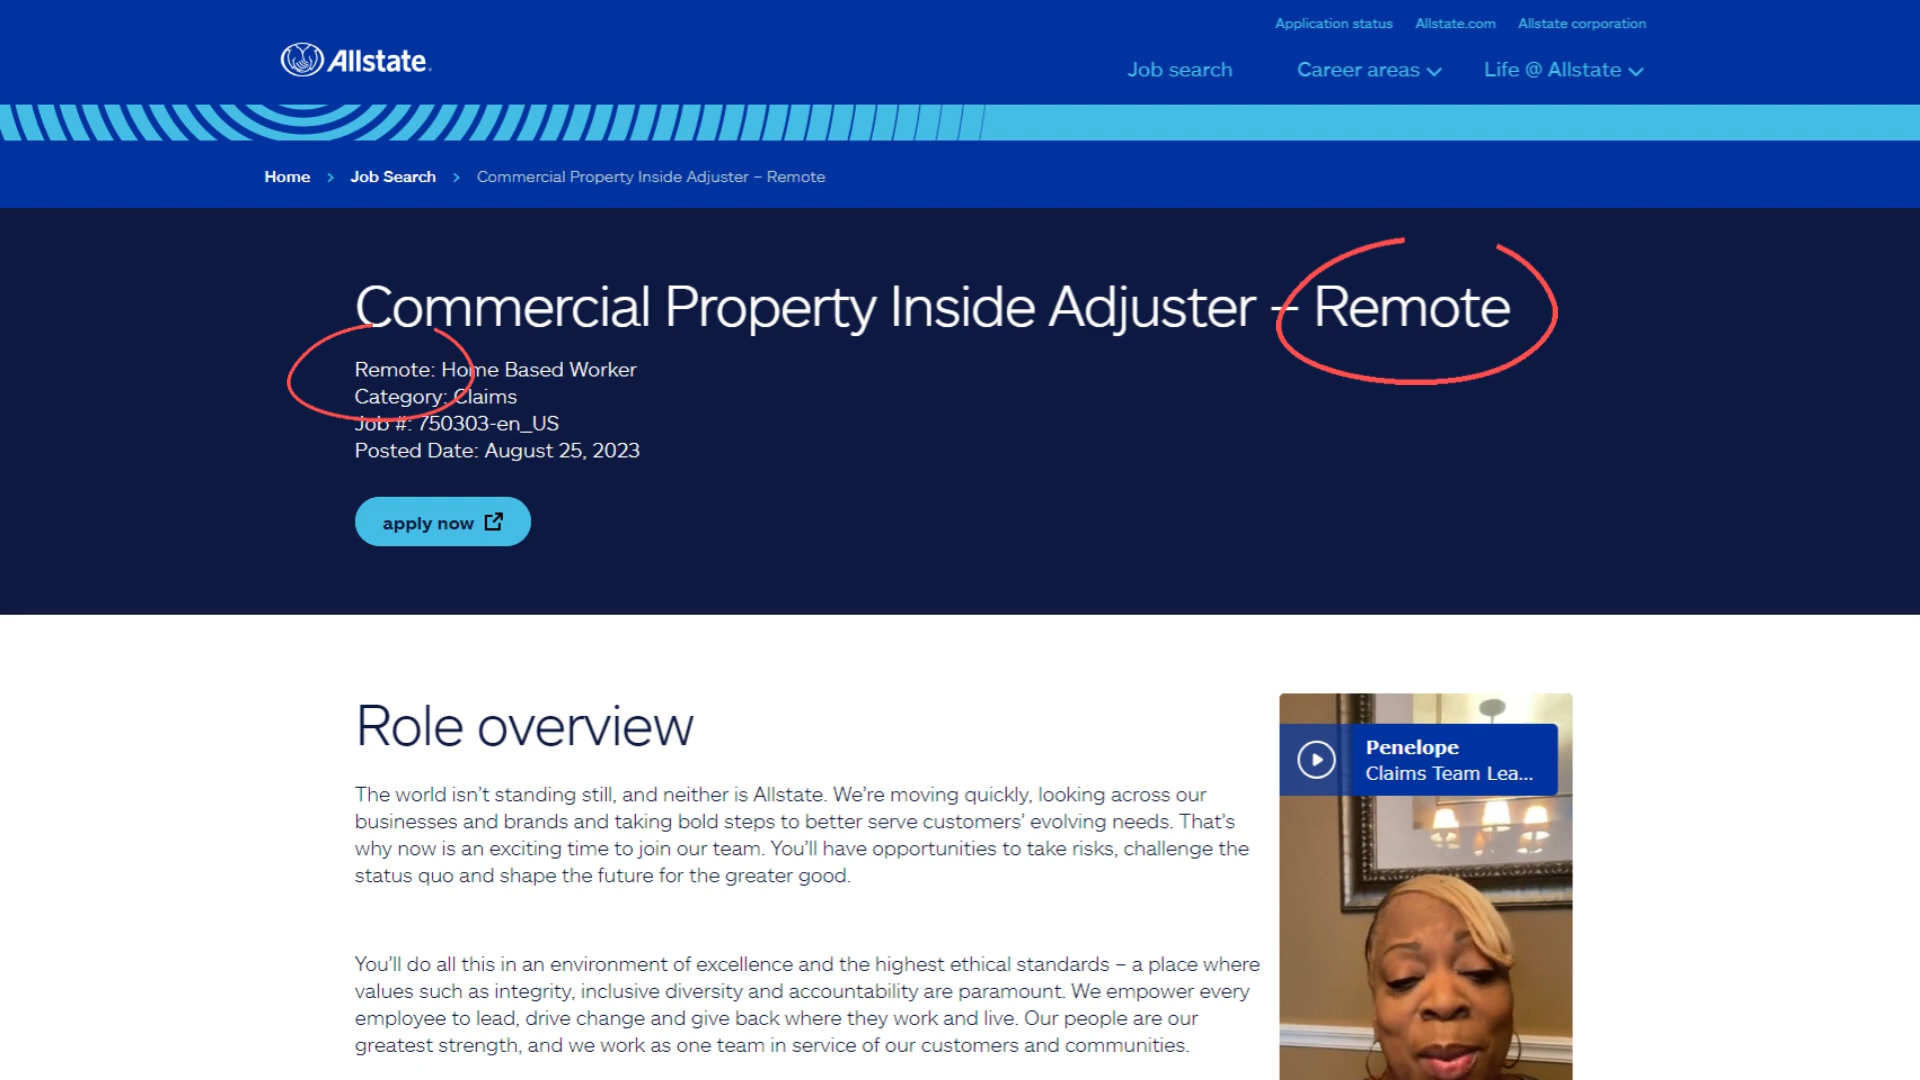 Application status Allstate.com Allstate corporation
Allstate.
Job search Career areas Life @ Allstate
Home > Job Search > Commercial Property Inside Adjuster – Remote
Commercial Property Inside Adjuster – Remote
Remote: Home Based Worker
Category: Claims
Job #: 750303-en_US
Posted Date: August 25, 2023
apply now
Role overview
The world isn’t standing still, and neither is Allstate. We’re moving quickly, looking across our
businesses and brands and taking bold steps to better serve customers’ evolving needs. That’s
why now is an exciting time to join our team. You’ll have opportunities to take risks, challenge the
status quo and shape the future for the greater good.
You’ll do all this in an environment of excellence and the highest ethical standards – a place where
values such as integrity, inclusive diversity and accountability are paramount. We empower every
employee to lead, drive change and give back where they work and live. Our people are our
greatest strength, and we work as one team in service of our customers and communities.
Penelope
Claims Team Lea...